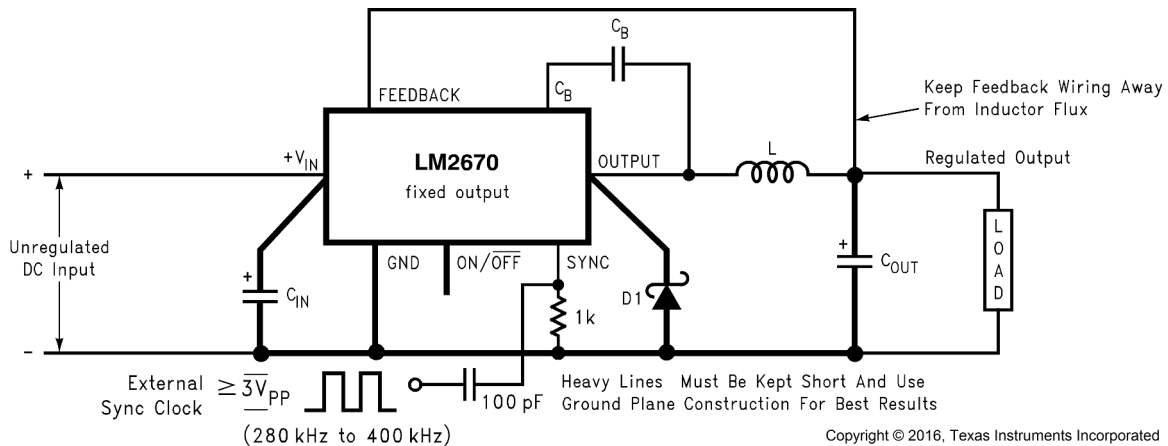 C_B
FEEDBACK
C_B
Keep Feedback Wiring Away
From Inductor Flux
+V_IN
LM2670
fixed output
OUTPUT
L
Regulated Output
+
Unregulated
DC Input
-
+
C_IN
GND
ON/O̅F̅F̅
SYNC
1k
D1
+
C_OUT
LOAD
External
Sync Clock
≥ 3V_PP
(280 kHz to 400 kHz)
100 pF
Heavy Lines Must Be Kept Short And Use
Ground Plane Construction For Best Results
Copyright © 2016, Texas Instruments Incorporated